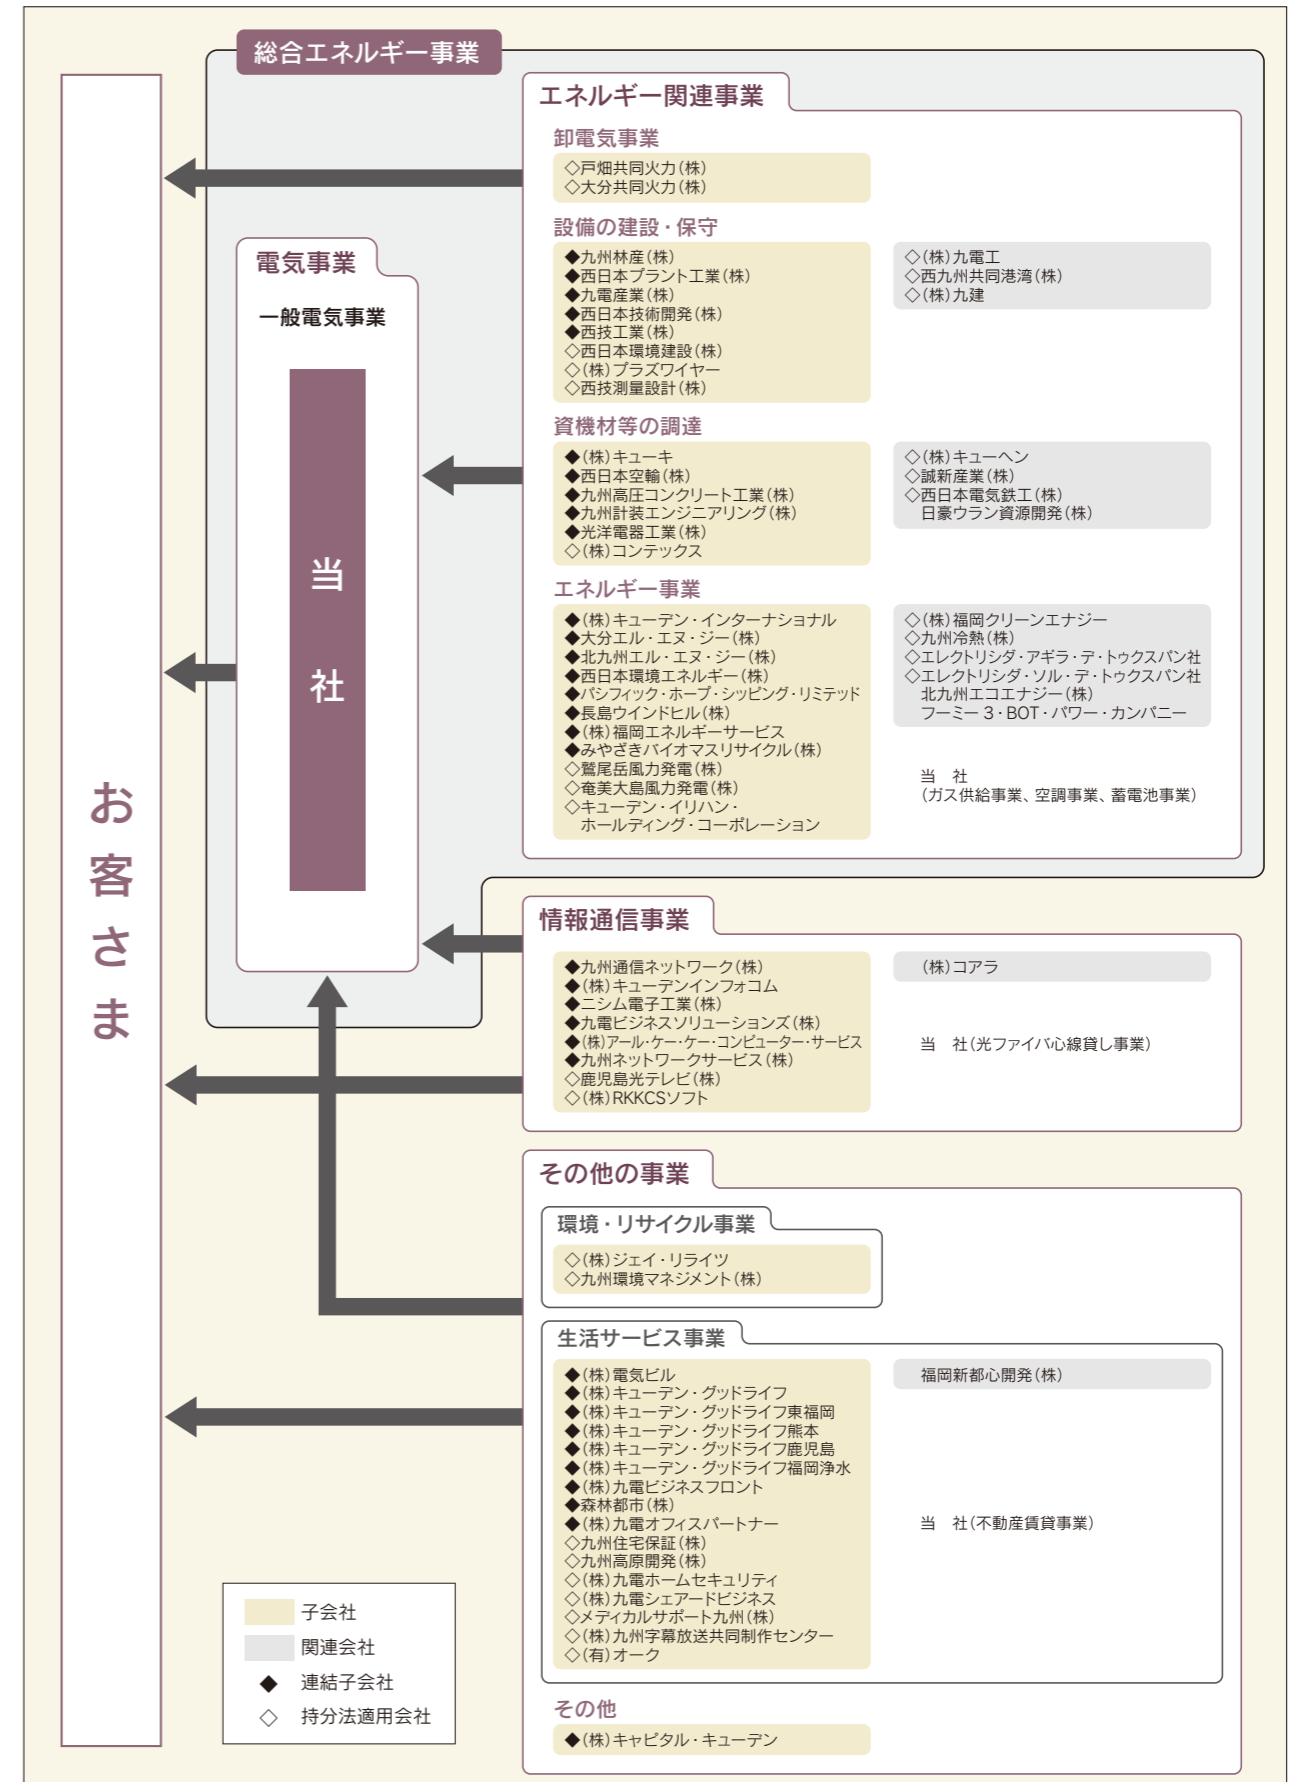 総合エネルギー事業
エネルギー関連事業
卸電気事業
◇戸畑共同火力(株)
◇大分共同火力(株)
設備の建設・保守
◆九州林産(株)
◆西日本プラント工業(株)
◆九電産業(株)
◆西日本技術開発(株)
◆西技工業(株)
◇西日本環境建設(株)
◇(株)プラズワイヤー
◇西技測量設計(株)
◇(株)九電工
◇西九州共同港湾(株)
◇(株)九建
資機材等の調達
◆(株)キューキ
◆西日本空輸(株)
◆九州高圧コンクリート工業(株)
◆九州計装エンジニアリング(株)
◆光洋電器工業(株)
◇(株)コンテックス
◇(株)キューヘン
◇誠新産業(株)
◇西日本電気鉄工(株)
日豪ウラン資源開発(株)
エネルギー事業
◆(株)キューデン・インターナショナル
◆大分エル・エヌ・ジー(株)
◆北九州エル・エヌ・ジー(株)
◆西日本環境エネルギー(株)
◆パシフィック・ホープ・シッピング・リミテッド
◆長島ウインドヒル(株)
◆(株)福岡エネルギーサービス
◆みやざきバイオマスリサイクル(株)
◇鷲尾岳風力発電(株)
◇奄美大島風力発電(株)
◇キューデン・イリハン・
ホールディング・コーポレーション
◇(株)福岡クリーンエナジー
◇九州冷熱(株)
◇エレクトリシダ・アギラ・デ・トゥクスパン社
◇エレクトリシダ・ソル・デ・トゥクスパン社
北九州エコエナジー(株)
フーミー 3・BOT・パワー・カンパニー
当　社
(ガス供給事業、空調事業、蓄電池事業)
電気事業
一般電気事業
当社
お客さま
情報通信事業
◆九州通信ネットワーク(株)
◆(株)キューデンインフォコム
◆ニシム電子工業(株)
◆九電ビジネスソリューションズ(株)
◆(株)アール・ケー・ケー・コンピューター・サービス
◆九州ネットワークサービス(株)
◇鹿児島光テレビ(株)
◇(株)RKKCSソフト
(株)コアラ
当　社(光ファイバ心線貸し事業)
その他の事業
環境・リサイクル事業
◇(株)ジェイ・リライツ
◇九州環境マネジメント(株)
生活サービス事業
◆(株)電気ビル
◆(株)キューデン・グッドライフ
◆(株)キューデン・グッドライフ東福岡
◆(株)キューデン・グッドライフ熊本
◆(株)キューデン・グッドライフ鹿児島
◆(株)キューデン・グッドライフ福岡浄水
◆(株)九電ビジネスフロント
◆森林都市(株)
◆(株)九電オフィスパートナー
◇九州住宅保証(株)
◇九州高原開発(株)
◇(株)九電ホームセキュリティ
◇(株)九電シェアードビジネス
◇メディカルサポート九州(株)
◇(株)九州字幕放送共同制作センター
◇(有)オーク
福岡新都心開発(株)
当　社(不動産賃貸事業)
その他
◆(株)キャピタル・キューデン
子会社
関連会社
◆ 連結子会社
◇ 持分法適用会社